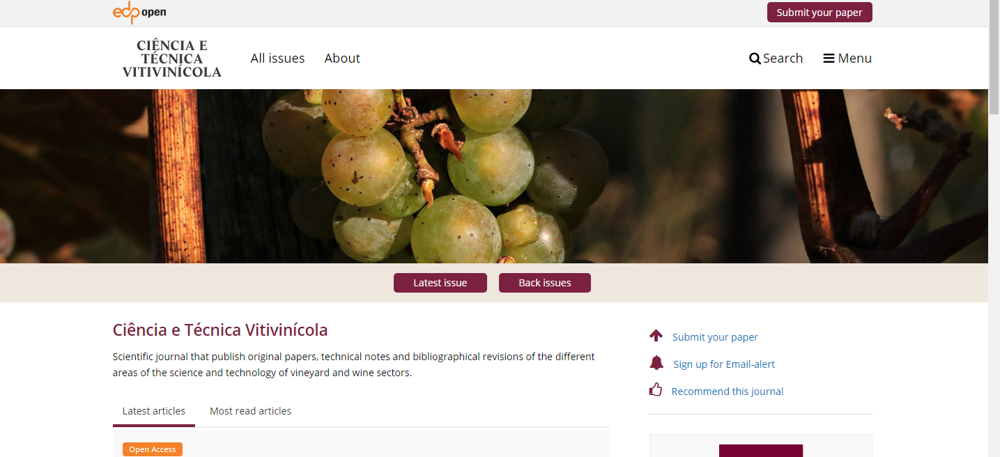 edp open
Submit your paper
CIÊNCIA E
TÉCNICA
VITIVINÍCOLA
All issues
About
Search
Menu
Latest issue
Back issues
Ciência e Técnica Vitivinícola
Scientific journal that publish original papers, technical notes and bibliographical revisions of the different
areas of the science and technology of vineyard and wine sectors.
Submit your paper
Sign up for Email-alert
Recommend this journal
Latest articles
Most read articles
Open Access